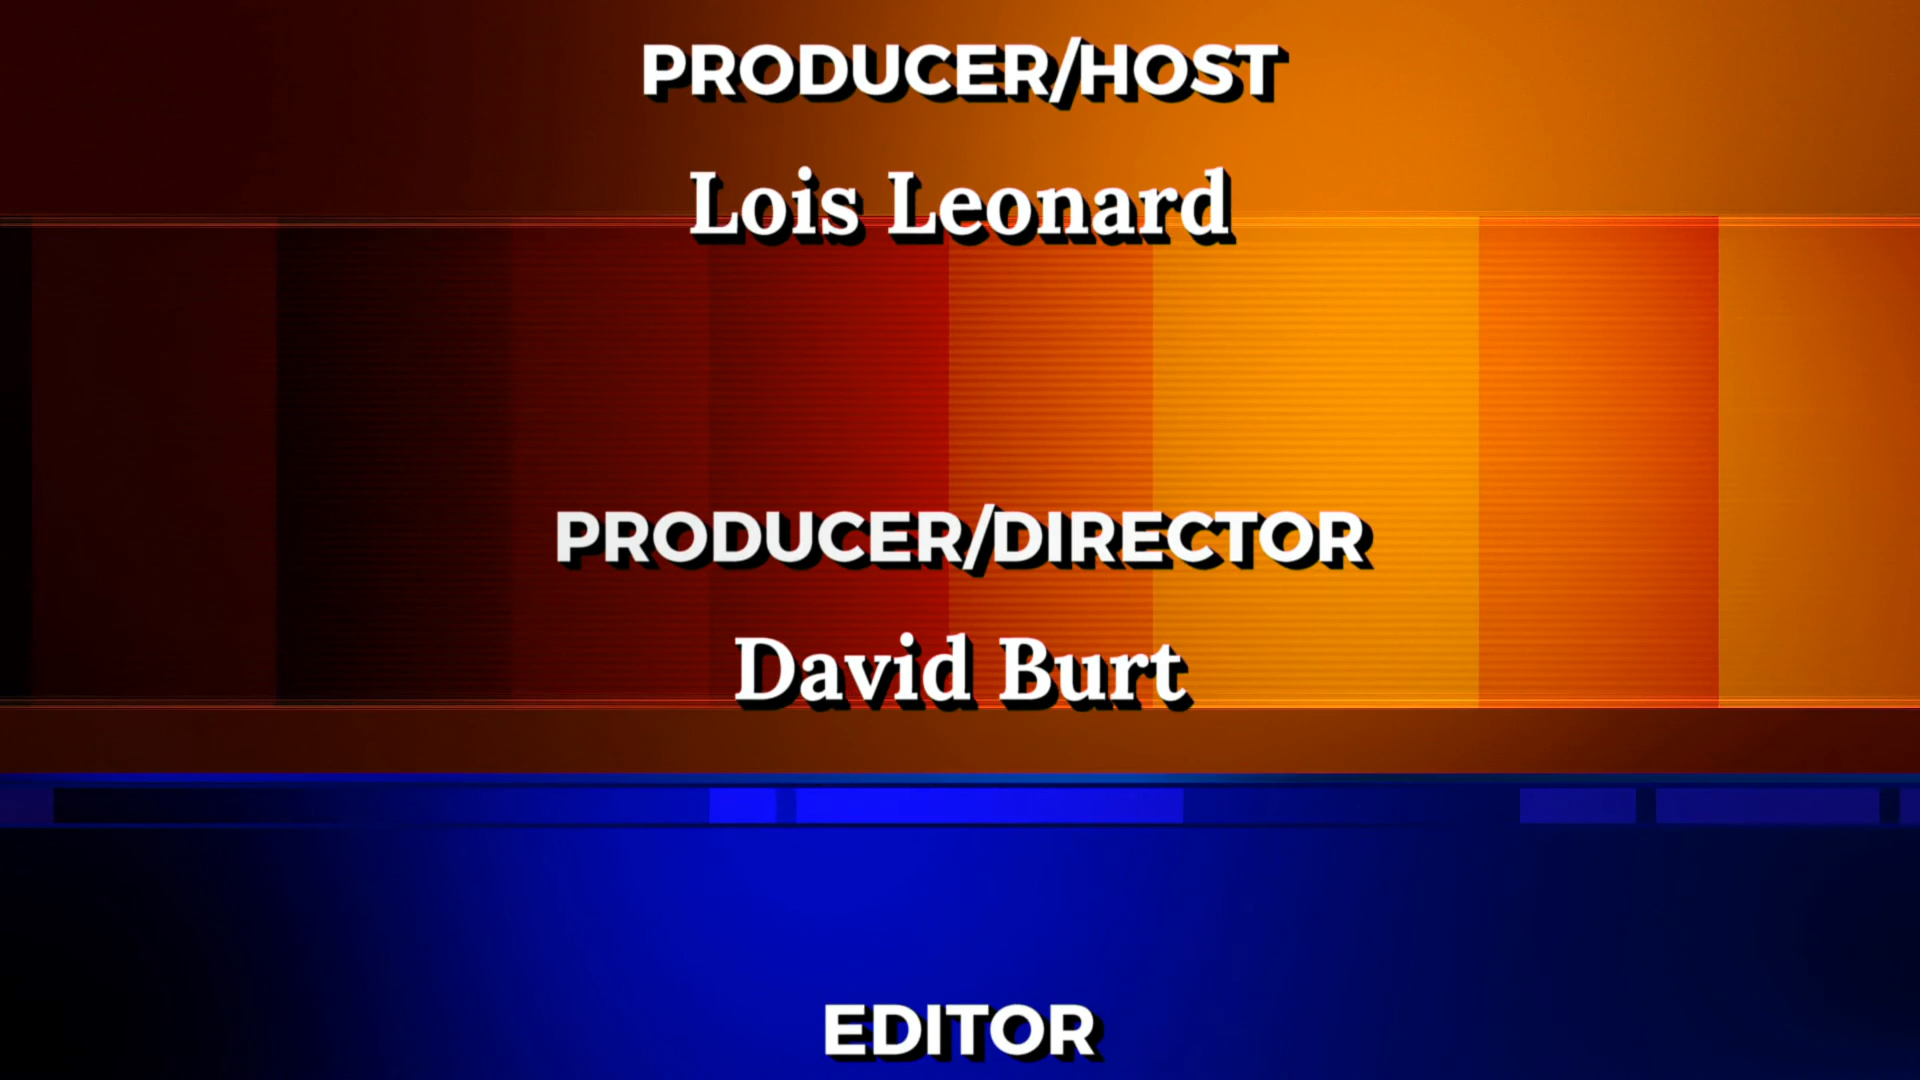 PRODUCER/HOST
Lois Leonard
PRODUCER/DIRECTOR
David Burt
EDITOR